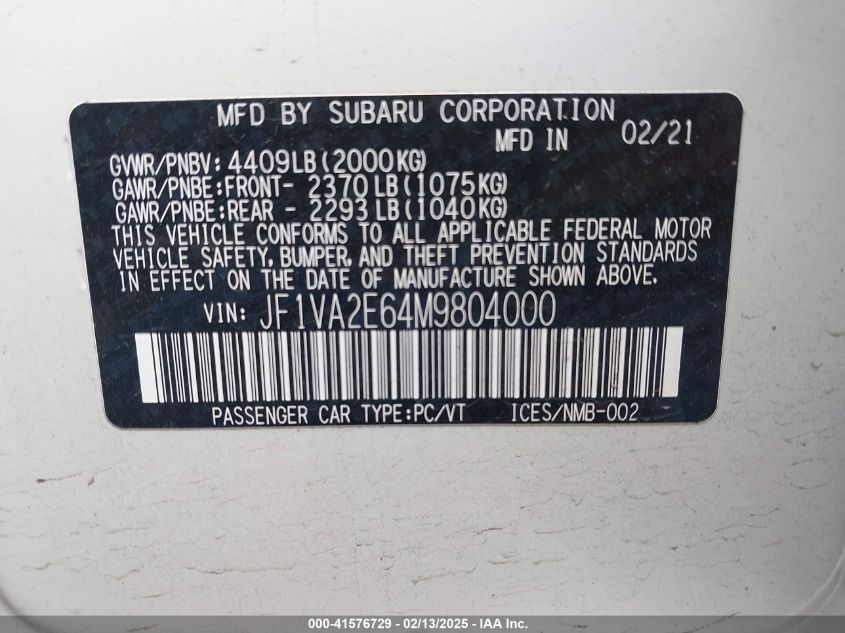 MFD BY SUBARU CORPORATION
MFD IN 02/21
GVWR/PNBV: 4409LB(2000KG)
GAWR/PNBE:FRONT- 2370LB(1075KG)
GAWR/PNBE:REAR - 2293LB(1040KG)
THIS VEHICLE CONFORMS TO ALL APPLICABLE FEDERAL MOTOR
VEHICLE SAFETY, BUMPER, AND THEFT PREVENTION STANDARDS
IN EFFECT ON THE DATE OF MANUFACTURE SHOWN ABOVE.
VIN: JF1VA2E64M9804000
PASSENGER CAR TYPE:PC/VT ICES/NMB-002
000-41576729 - 02/13/2025 - IAA Inc.